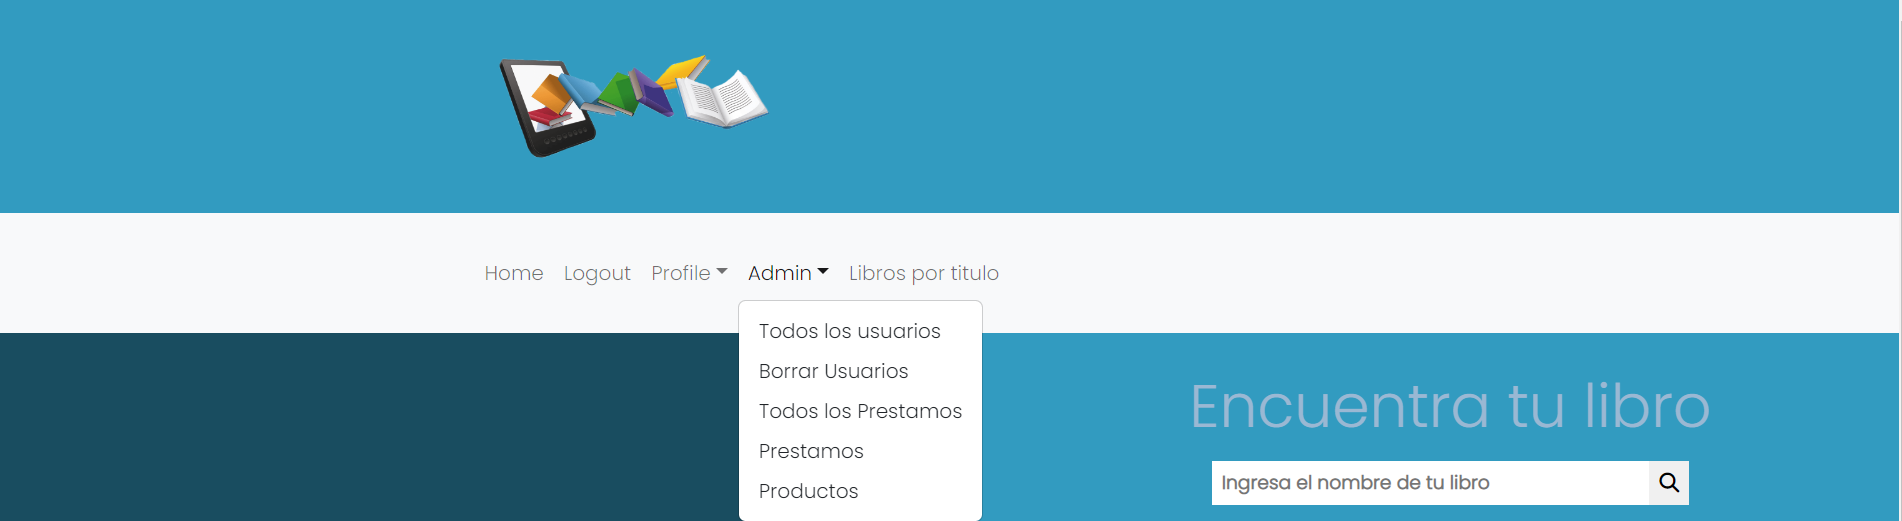 Home Logout Profile Admin Libros por titulo
Todos los usuarios
Borrar Usuarios
Todos los Prestamos
Prestamos
Productos
Encuentra tu libro
Ingresa el nombre de tu libro